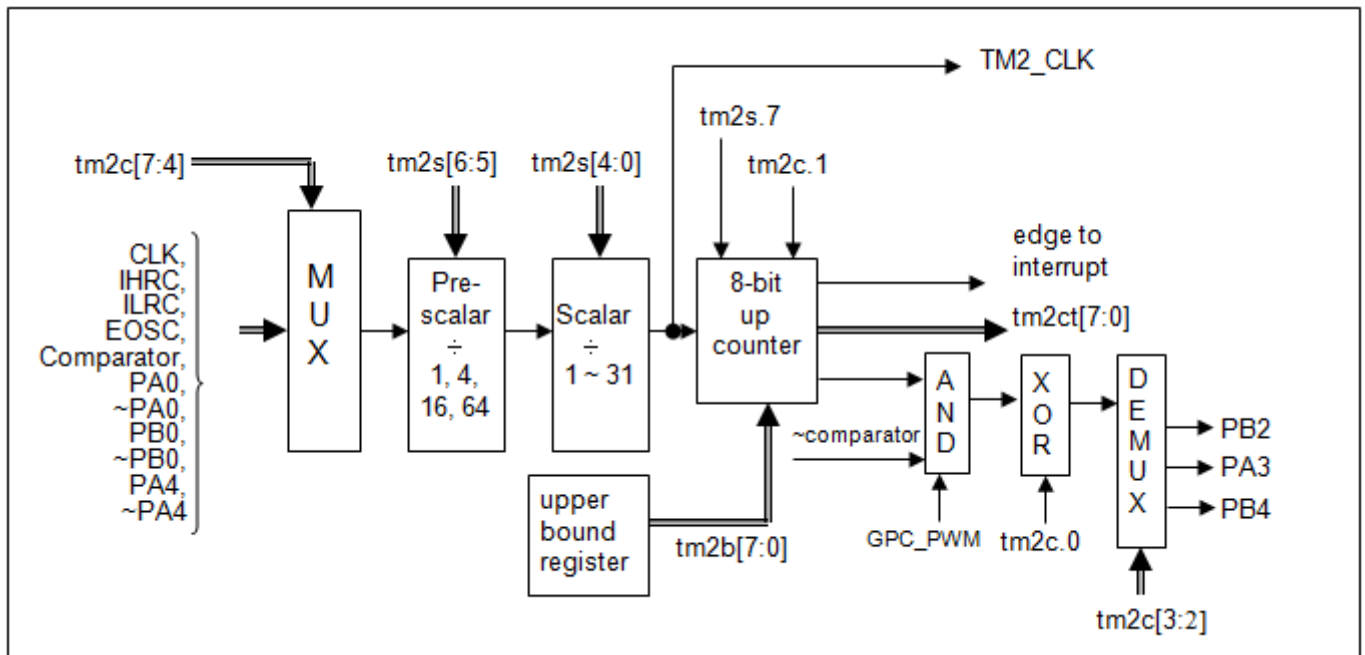 TM2_CLK
tm2s.7
tm2c[7:4]
tm2s[6:5]
tm2s[4:0]
tm2c.1
CLK,
IHRC,
ILRC,
EOSC,
Comparator,
PA0,
~PA0,
PB0,
~PB0,
PA4,
~PA4
M
U
X
Pre-
scalar
÷
1, 4,
16, 64
Scalar
÷
1 ~ 31
8-bit
up
counter
edge to
interrupt
tm2ct[7:0]
~comparator
A
N
D
X
O
R
D
E
M
U
X
PB2
PA3
PB4
upper
bound
register
tm2b[7:0]
GPC_PWM
tm2c.0
tm2c[3:2]